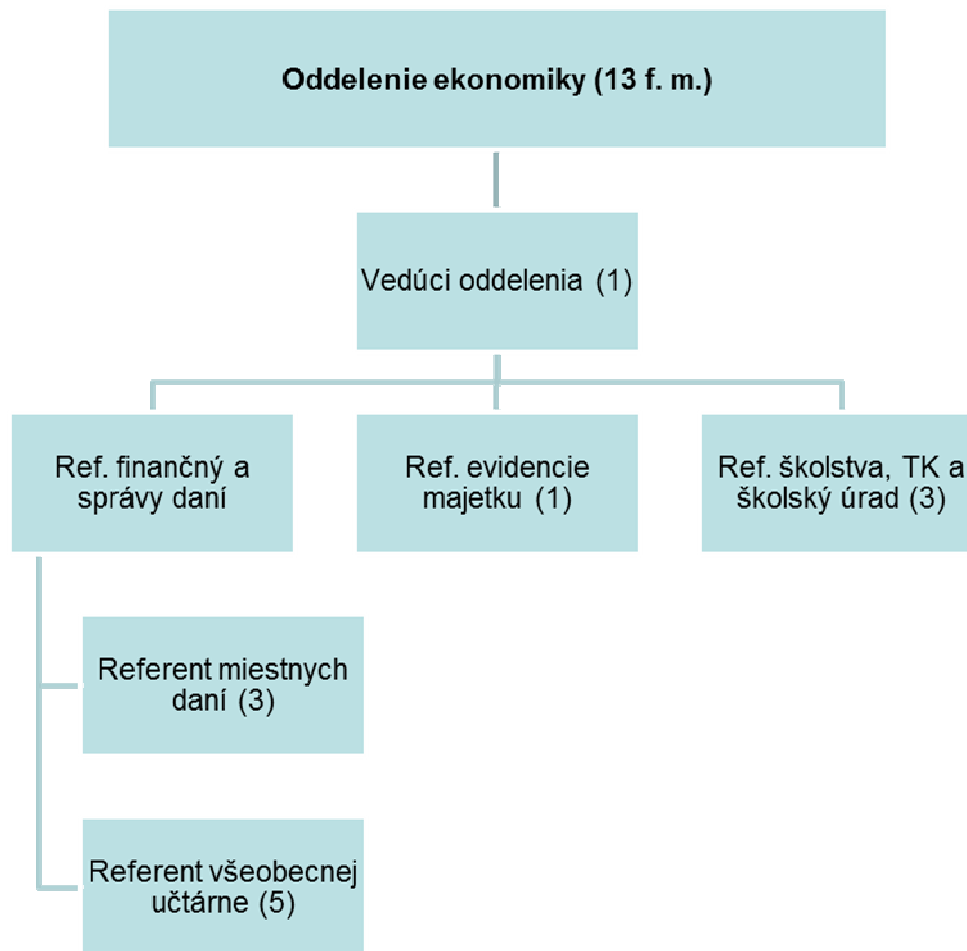 Oddelenie ekonomiky (13 f. m.)
Vedúci oddelenia (1)
Ref. finančný a
správy daní
Ref. evidencie
majetku (1)
Ref. školstva, TK a
školský úrad (3)
Referent miestnych
daní (3)
Referent všeobecnej
učtárne (5)